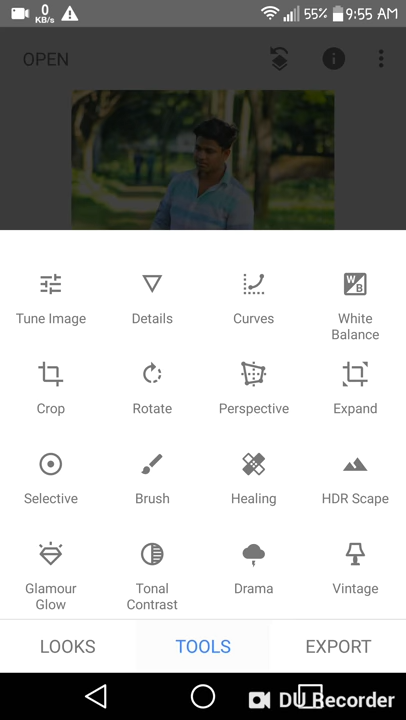 0
KB/s
55%
9:55 AM
OPEN
Tune Image
Details
Curves
W
B
White
Balance
Crop
Rotate
Perspective
Expand
Selective
Brush
Healing
HDR Scape
Glamour
Glow
Tonal
Contrast
Drama
Vintage
LOOKS
TOOLS
EXPORT
DU Recorder